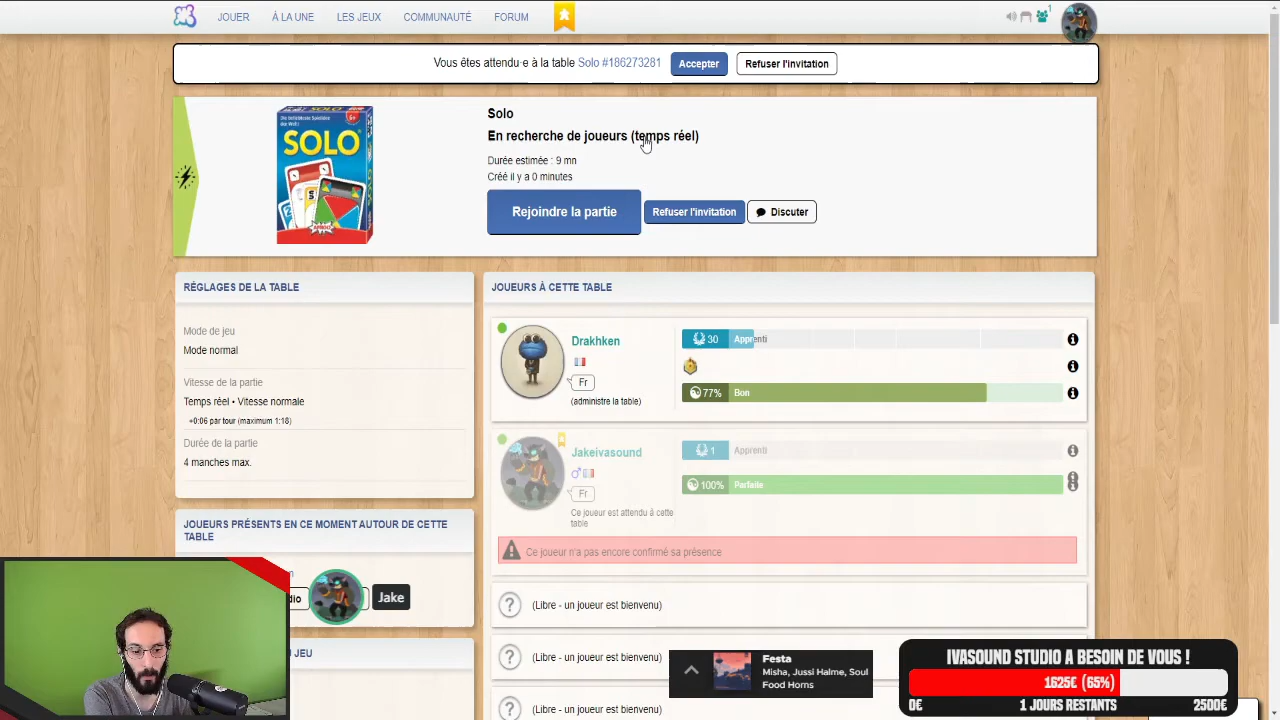 JOUER À LA UNE LES JEUX COMMUNAUTÉ FORUM
1
Vous êtes attendu·e à la table Solo #186273281 Accepter Refuser l'invitation
SOLO
Solo
En recherche de joueurs (temps réel)
Durée estimée : 9 mn
Créé il y a 0 minutes
Rejoindre la partie Refuser l'invitation Discuter
RÉGLAGES DE LA TABLE
Mode de jeu
Mode normal
Vitesse de la partie
Temps réel • Vitesse normale
+0:06 par tour (maximum 1:18)
Durée de la partie
4 manches max.
JOUEURS PRÉSENTS EN CE MOMENT AUTOUR DE CETTE
TABLE
Jake
JEU
JOUEURS À CETTE TABLE
Drakhken
Fr
(administre la table)
30 Apprenti
77% Bon
Jakeivasound
Fr
Ce joueur est attendu à cette
table
1 Apprenti
100% Parfaite
Ce joueur n'a pas encore confirmé sa présence
? (Libre - un joueur est bienvenu)
? (Libre - un joueur est bienvenu)
? (Libre - un joueur est bienvenu)
Festa
Misha, Jussi Halme, Soul
Food Horns
IVASOUND STUDIO A BESOIN DE VOUS !
1625€ (65%)
0€ 1 JOURS RESTANTS 2500€